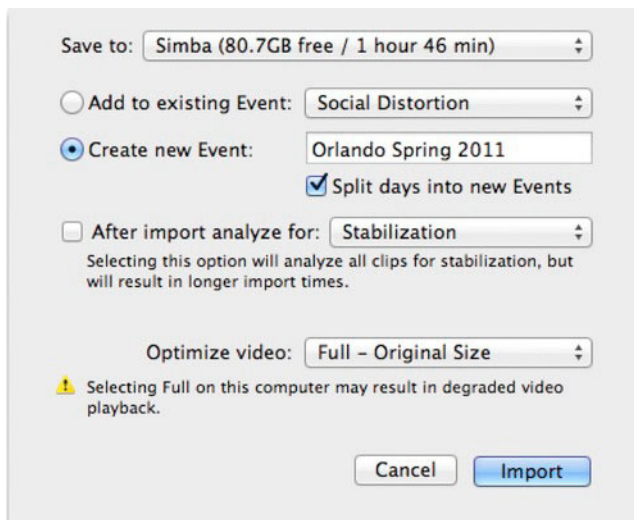 Save to: Simba (80.7GB free / 1 hour 46 min)
Add to existing Event: Social Distortion
Create new Event: Orlando Spring 2011
Split days into new Events
After import analyze for: Stabilization
Selecting this option will analyze all clips for stabilization, but
will result in longer import times.
Optimize video: Full – Original Size
Selecting Full on this computer may result in degraded video
playback.
Cancel Import